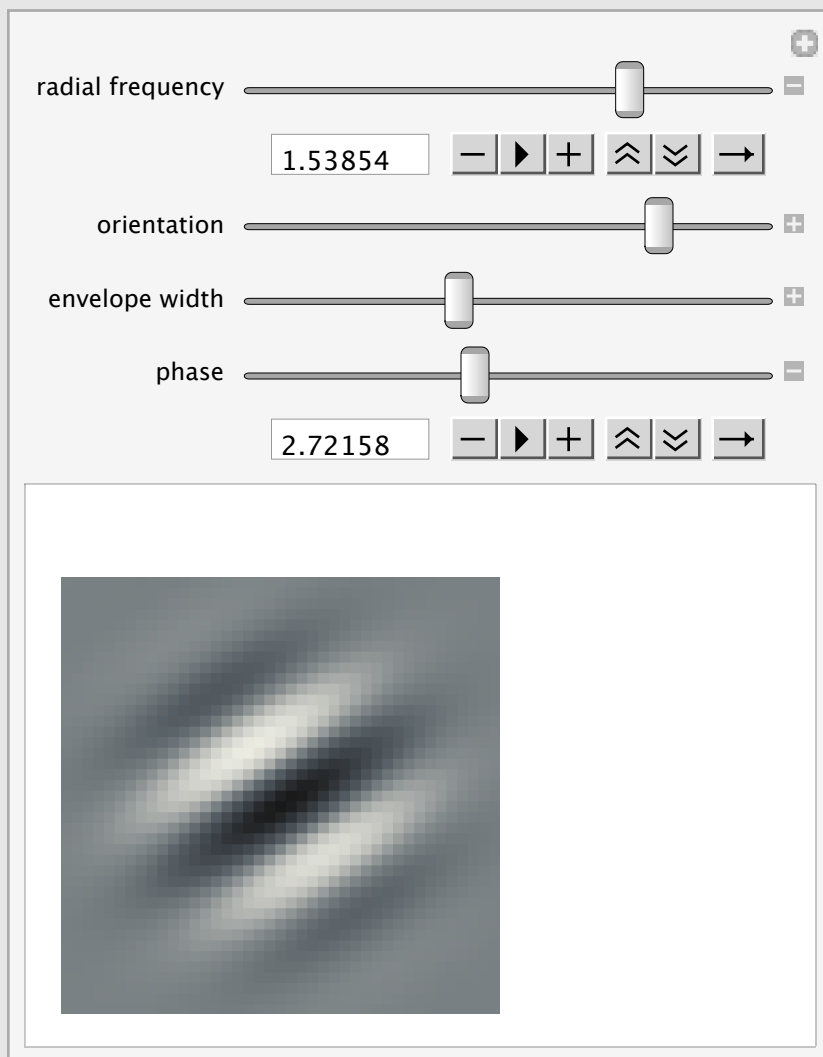 radial frequency
1.53854
orientation
envelope width
phase
2.72158